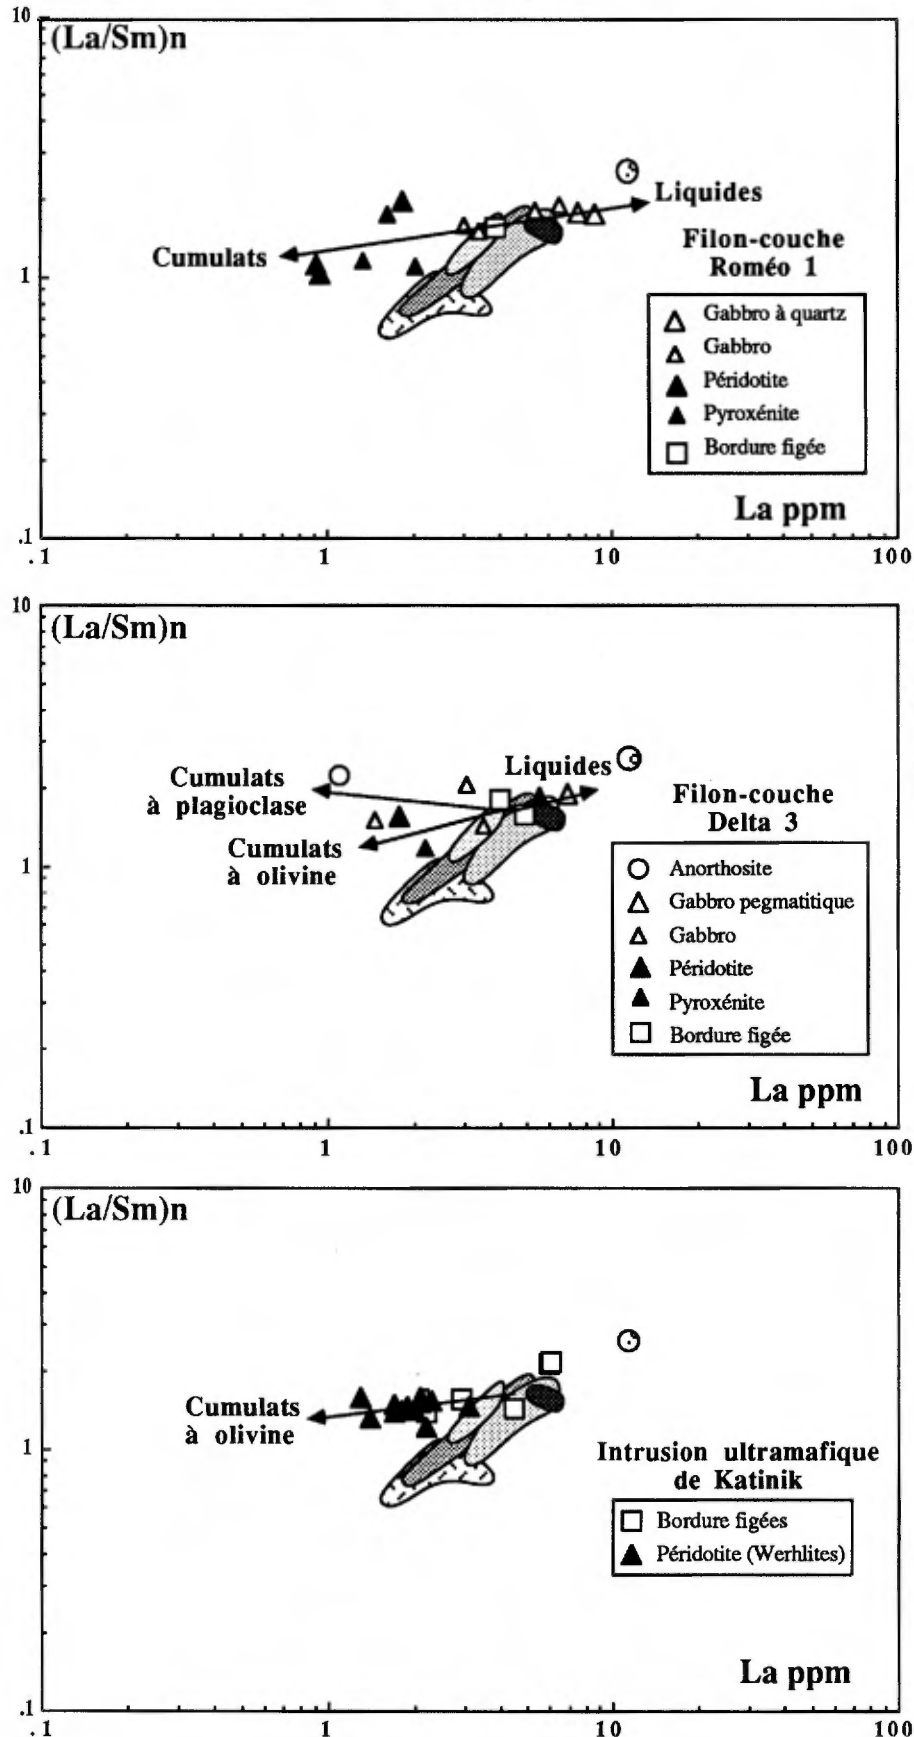 10
(La/Sm)n
Liquides
Cumulats
Filon-couche
Roméo 1
1
Gabbro à quartz
Gabbro
Péridotite
Pyroxénite
Bordure figée
La ppm
.1
.1
1
10
100
10
(La/Sm)n
Cumulats
à plagioclase
Liquides
Filon-couche
Delta 3
Cumulats
à olivine
1
Anorthosite
Gabbro pegmatitique
Gabbro
Péridotite
Pyroxénite
Bordure figée
La ppm
.1
.1
1
10
100
10
(La/Sm)n
Cumulats
à olivine
1
Intrusion ultramafique
de Katinik
Bordure figées
Péridotite (Werhlites)
La ppm
.1
.1
1
10
100